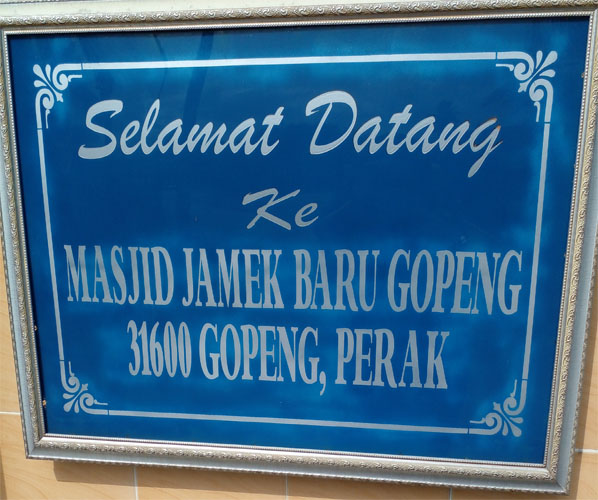 Selamat Datang
Ke
MASJID JAMEK BARU GOPENG
31600 GOPENG, PERAK